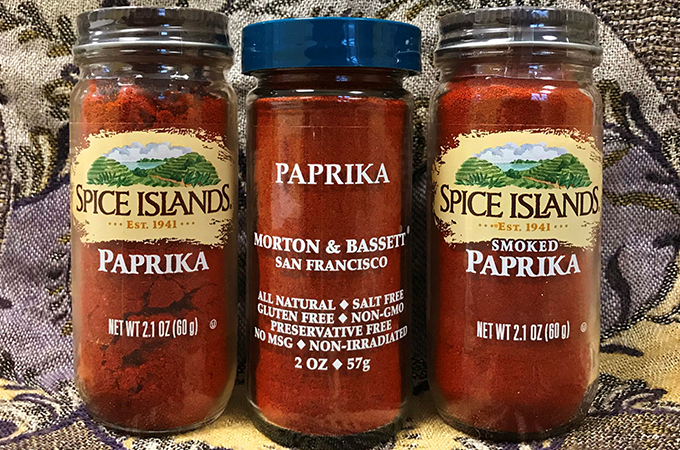 SPICE ISLANDS®
EST. 1941
PAPRIKA
NET WT 2.1 OZ (60 g)
PAPRIKA
MORTON & BASSETT®
SAN FRANCISCO
ALL NATURAL ◆ SALT FREE
GLUTEN FREE ◆ NON-GMO
PRESERVATIVE FREE
NO MSG ◆ NON-IRRADIATED
2 OZ ◆ 57g
SPICE ISLANDS®
EST. 1941
SMOKED
PAPRIKA
NET WT 2.1 OZ (60 g)